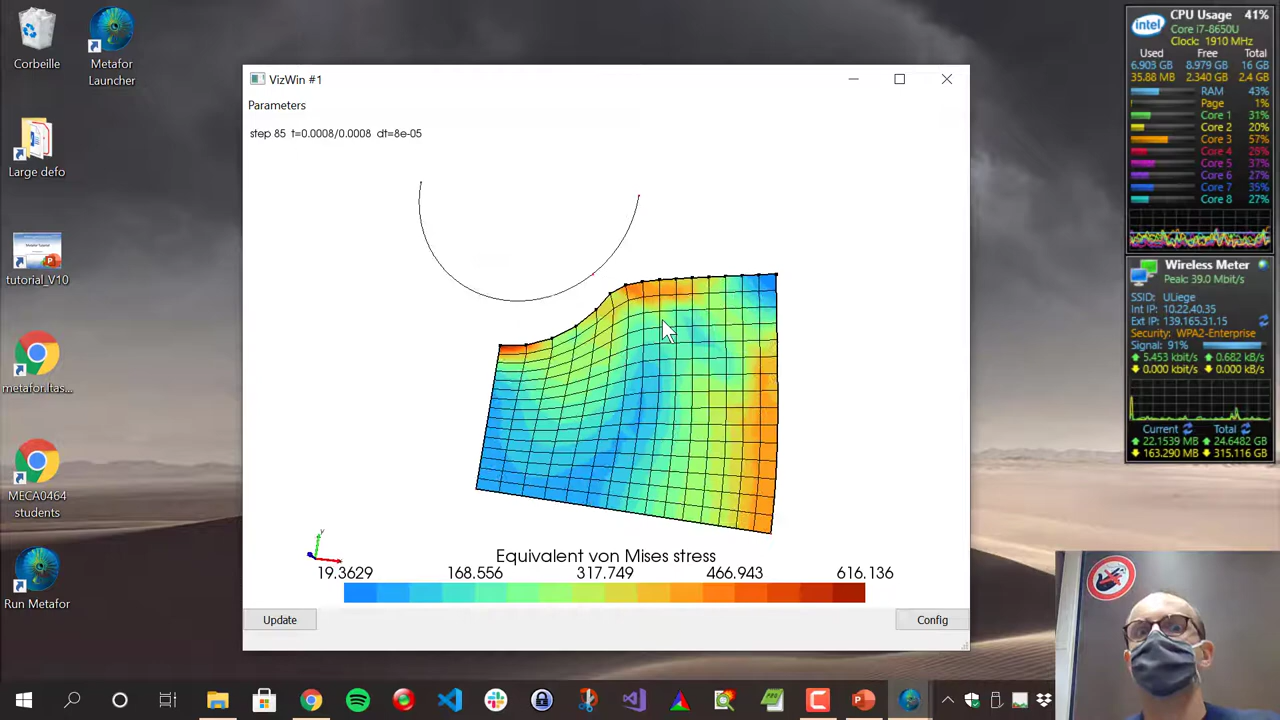 Corbeille
Metafor
Launcher
Large defo
tutorial_V10
metafor.ltas...
MECA0464
students
Run Metafor
VizWin #1
Parameters
step 85 t=0.0008/0.0008 dt=8e-05
y
Equivalent von Mises stress
19.3629 168.556 317.749 466.943 616.136
Update
Config
intel
CPU Usage 41%
Core i7-8650U
Clock: 1910 MHz
Used Free Total
6.903 GB 8.979 GB 16 GB
35.88 MB 2.340 GB 2.4 GB
RAM 43%
Page 1%
Core 1 31%
Core 2 20%
Core 3 57%
Core 4 28%
Core 5 37%
Core 6 27%
Core 7 35%
Core 8 27%
Wireless Meter
Peak: 39.0 Mbit/s
SSID: ULiege
Int IP: 10.22.40.35
Ext IP: 139.165.31.15
Security: WPA2-Enterprise
Signal: 91%
5.453 kbit/s 0.682 kB/s
0.000 kbit/s 0.000 kB/s
Current Total
22.1539 MB 24.6482 GB
163.290 MB 315.116 GB